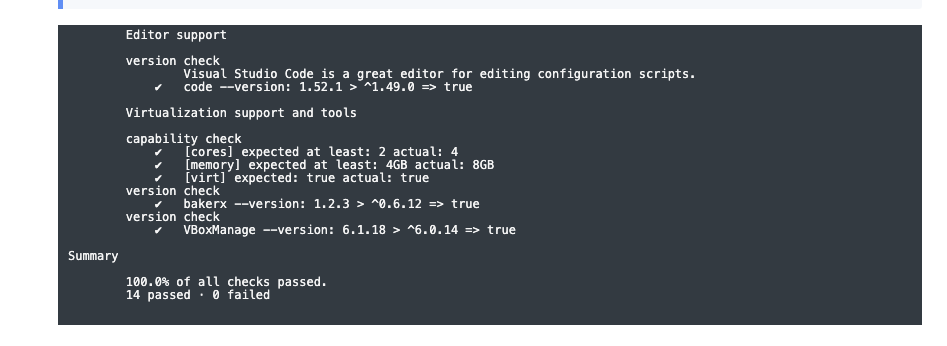 Editor support
version check
Visual Studio Code is a great editor for editing configuration scripts.
✔ code --version: 1.52.1 > ^1.49.0 => true
Virtualization support and tools
capability check
✔ [cores] expected at least: 2 actual: 4
✔ [memory] expected at least: 4GB actual: 8GB
✔ [virt] expected: true actual: true
version check
✔ bakerx --version: 1.2.3 > ^0.6.12 => true
version check
✔ VBoxManage --version: 6.1.18 > ^6.0.14 => true
Summary
100.0% of all checks passed.
14 passed · 0 failed